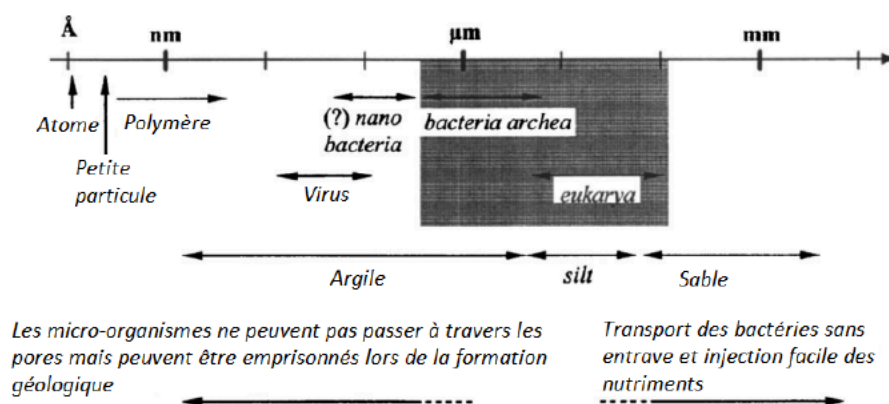 Å nm µm mm
Atome Polymère (?) nano bacteria archea
bacteria
Petite
particule
Virus eukarya
Argile silt Sable
Les micro-organismes ne peuvent pas passer à travers les
pores mais peuvent être emprisonnés lors de la formation
géologique
Transport des bactéries sans
entrave et injection facile des
nutriments